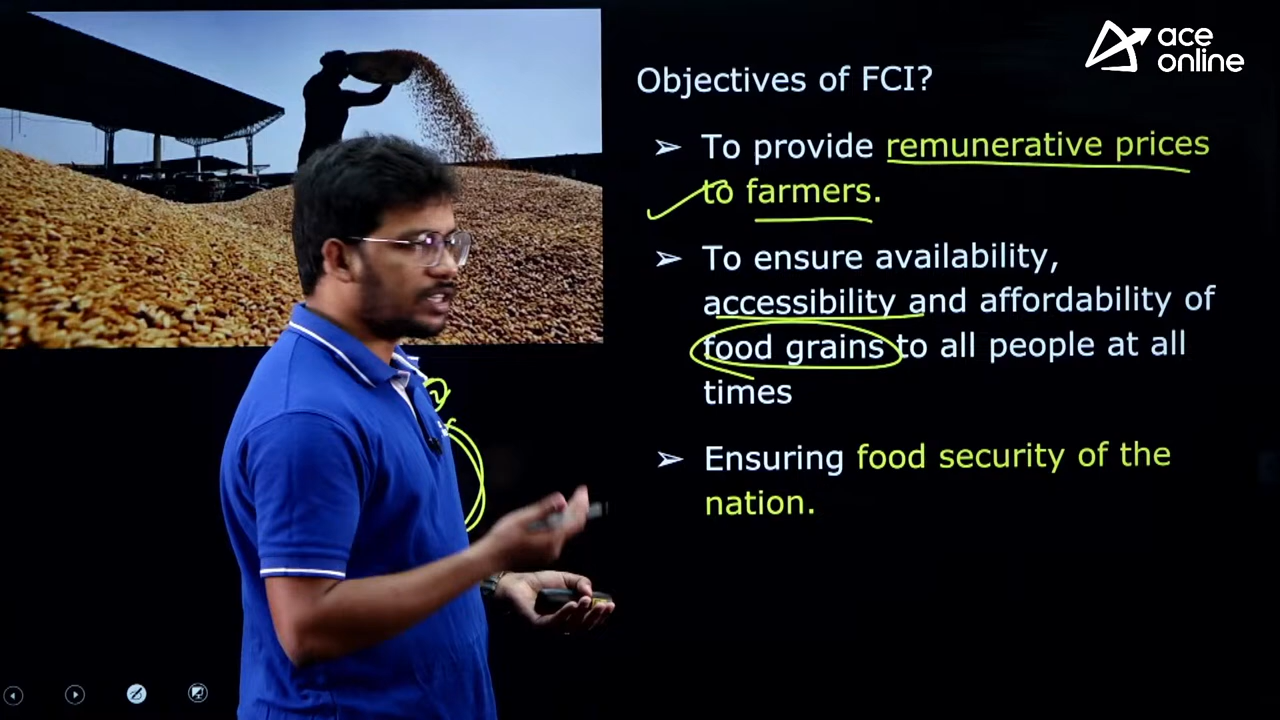 ace
online
Objectives of FCI?
➢ To provide remunerative prices
to farmers.
➢ To ensure availability,
accessibility and affordability of
food grains to all people at all
times
➢ Ensuring food security of the
nation.